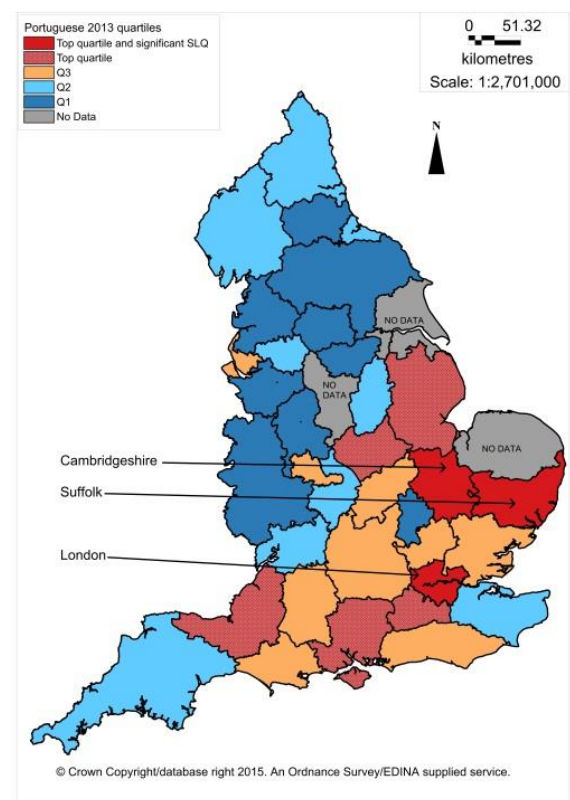 Portuguese 2013 quartiles
Top quartile and significant SLQ
Top quartile
Q3
Q2
Q1
No Data
0 51.32
kilometres
Scale: 1:2,701,000
N
NO DATA
NO
DATA
NO DATA
Cambridgeshire
Suffolk
London
© Crown Copyright/database right 2015. An Ordnance Survey/EDINA supplied service.